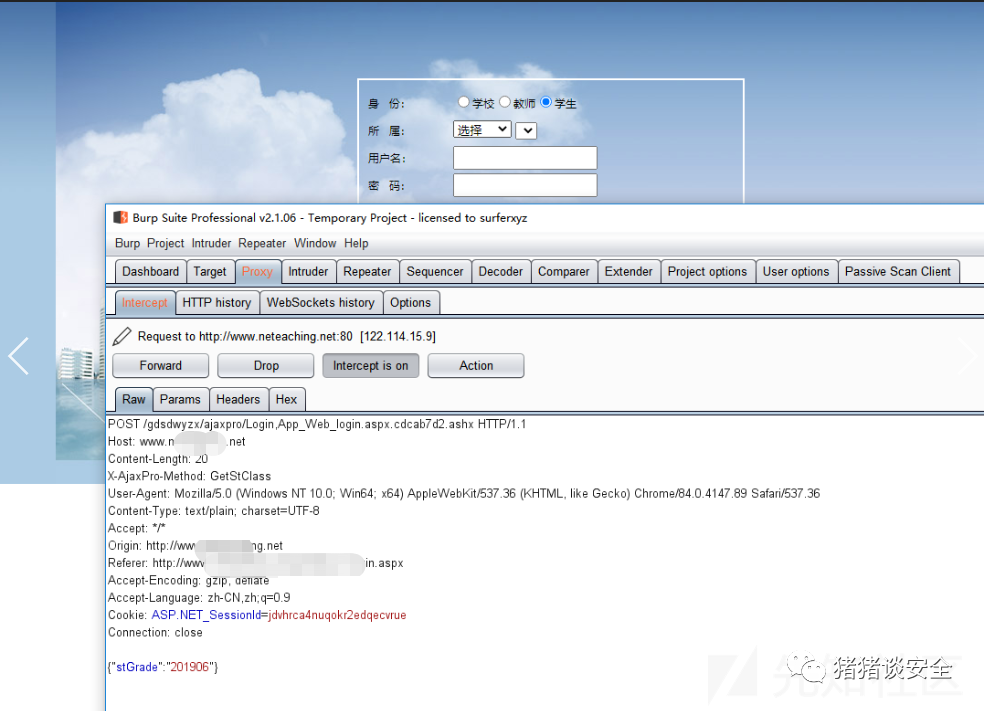 身 份: 学校 教师 学生
所 属: 选择
用户名:
密 码:
Burp Suite Professional v2.1.06 - Temporary Project - licensed to surferxyz
Burp Project Intruder Repeater Window Help
Dashboard Target Proxy Intruder Repeater Sequencer Decoder Comparer Extender Project options User options Passive Scan Client
Intercept HTTP history WebSockets history Options
Request to http://www.neteaching.net:80 [122.114.15.9]
Forward Drop Intercept is on Action
Raw Params Headers Hex
POST /gdsdwyzx/ajaxpro/Login,App_Web_login.aspx.cdcab7d2.ashx HTTP/1.1
Host: www.n .net
Content-Length: 20
X-AjaxPro-Method: GetStClass
User-Agent: Mozilla/5.0 (Windows NT 10.0; Win64; x64) AppleWebKit/537.36 (KHTML, like Gecko) Chrome/84.0.4147.89 Safari/537.36
Content-Type: text/plain; charset=UTF-8
Accept: */*
Origin: http://www ng.net
Referer: http://www in.aspx
Accept-Encoding: gzip, deflate
Accept-Language: zh-CN,zh;q=0.9
Cookie: ASP.NET_SessionId=jdvhrca4nuqokr2edqecvrue
Connection: close
{"stGrade":"201906"}
猪猪谈安全
先知社区